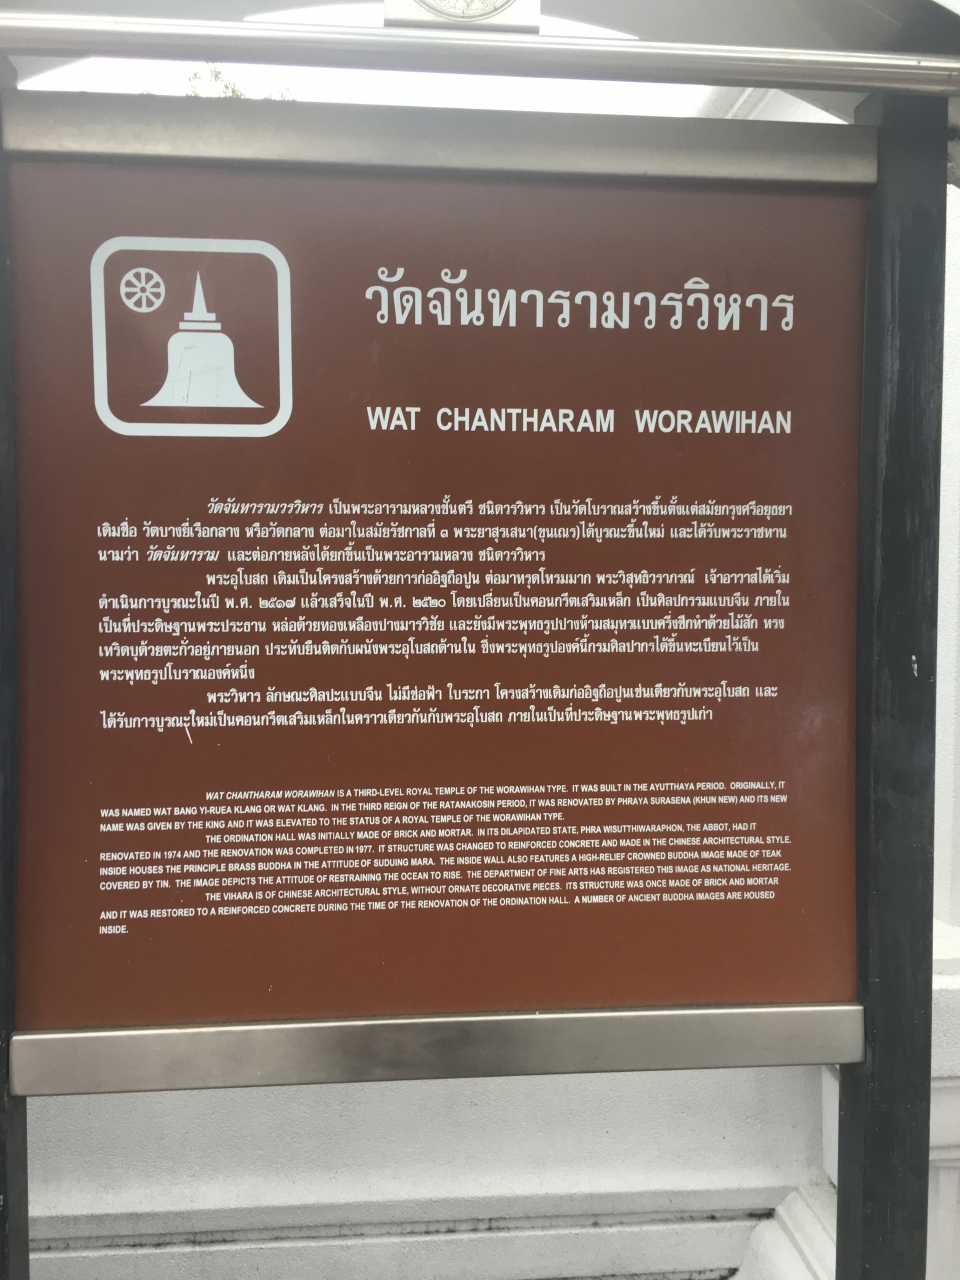 วัดจันทารามวรวิหาร
WAT CHANTHARAM WORAWIHAN
วัดจันทารามวรวิหาร เป็นพระอารามหลวงชั้นตรี ชนิดวรวิหาร เป็นวัดโบราณสร้างขึ้นตั้งแต่สมัยกรุงศรีอยุธยา
เดิมชื่อ วัดบางยี่เรือกลาง หรือวัดกลาง ต่อมาในสมัยรัชกาลที่ ๓ พระยาสุรเสนา(ขุนเณร)ได้บูรณะขึ้นใหม่ และได้รับพระราชทาน
นามว่า วัดจันทาราม และต่อภายหลังได้ยกขึ้นเป็นพระอารามหลวง ชนิดวรวิหาร
พระอุโบสถ เดิมเป็นโครงสร้างด้วยการก่ออิฐถือปูน ต่อมาทรุดโทรมมาก พระวิสุทธิวราภรณ์ เจ้าอาวาสได้เริ่ม
ดำเนินการบูรณะในปี พ.ศ. ๒๕๑๗ แล้วเสร็จในปี พ.ศ. ๒๕๒๐ โดยเปลี่ยนเป็นคอนกรีตเสริมเหล็ก เป็นศิลปกรรมแบบจีน ภายใน
เป็นที่ประดิษฐานพระประธาน หล่อด้วยทองเหลืองปางมารวิชัย และยังมีพระพุทธรูปปางห้ามสมุทรแบบครึ่งซีกทำด้วยไม้สัก ทรง
เทริดบุด้วยตะกั่วอยู่ภายนอก ประทับยืนติดกับผนังพระอุโบสถด้านใน ซึ่งพระพุทธรูปองค์นี้กรมศิลปากรได้ขึ้นทะเบียนไว้เป็น
พระพุทธรูปโบราณองค์หนึ่ง
พระวิหาร ลักษณะศิลปะแบบจีน ไม่มีช่อฟ้า ใบระกา โครงสร้างเดิมก่ออิฐถือปูนเช่นเดียวกับพระอุโบสถ และ
ได้รับการบูรณะใหม่เป็นคอนกรีตเสริมเหล็กในคราวเดียวกันกับพระอุโบสถ ภายในเป็นที่ประดิษฐานพระพุทธรูปเก่า
WAT CHANTHARAM WORAWIHAN IS A THIRD-LEVEL ROYAL TEMPLE OF THE WORAWIHAN TYPE. IT WAS BUILT IN THE AYUTTHAYA PERIOD. ORIGINALLY, IT
WAS NAMED WAT BANG YI-RUEA KLANG OR WAT KLANG. IN THE THIRD REIGN OF THE RATANAKOSIN PERIOD, IT WAS RENOVATED BY PHRAYA SURASENA (KHUN NEW) AND ITS NEW
NAME WAS GIVEN BY THE KING AND IT WAS ELEVATED TO THE STATUS OF A ROYAL TEMPLE OF THE WORAWIHAN TYPE.
THE ORDINATION HALL WAS INITIALLY MADE OF BRICK AND MORTAR. IN ITS DILAPIDATED STATE, PHRA WISUTTHIWARAPHON, THE ABBOT, HAD IT
RENOVATED IN 1974 AND THE RENOVATION WAS COMPLETED IN 1977. IT STRUCTURE WAS CHANGED TO REINFORCED CONCRETE AND MADE IN THE CHINESE ARCHITECTURAL STYLE.
INSIDE HOUSES THE PRINCIPLE BRASS BUDDHA IN THE ATTITUDE OF SUDUING MARA. THE INSIDE WALL ALSO FEATURES A HIGH-RELIEF CROWNED BUDDHA IMAGE MADE OF TEAK
COVERED BY TIN. THE IMAGE DEPICTS THE ATTITUDE OF RESTRAINING THE OCEAN TO RISE. THE DEPARTMENT OF FINE ARTS HAS REGISTERED THIS IMAGE AS NATIONAL HERITAGE.
THE VIHARA IS OF CHINESE ARCHITECTURAL STYLE, WITHOUT ORNATE DECORATIVE PIECES. ITS STRUCTURE WAS ONCE MADE OF BRICK AND MORTAR
AND IT WAS RESTORED TO A REINFORCED CONCRETE DURING THE TIME OF THE RENOVATION OF THE ORDINATION HALL. A NUMBER OF ANCIENT BUDDHA IMAGES ARE HOUSED
INSIDE.